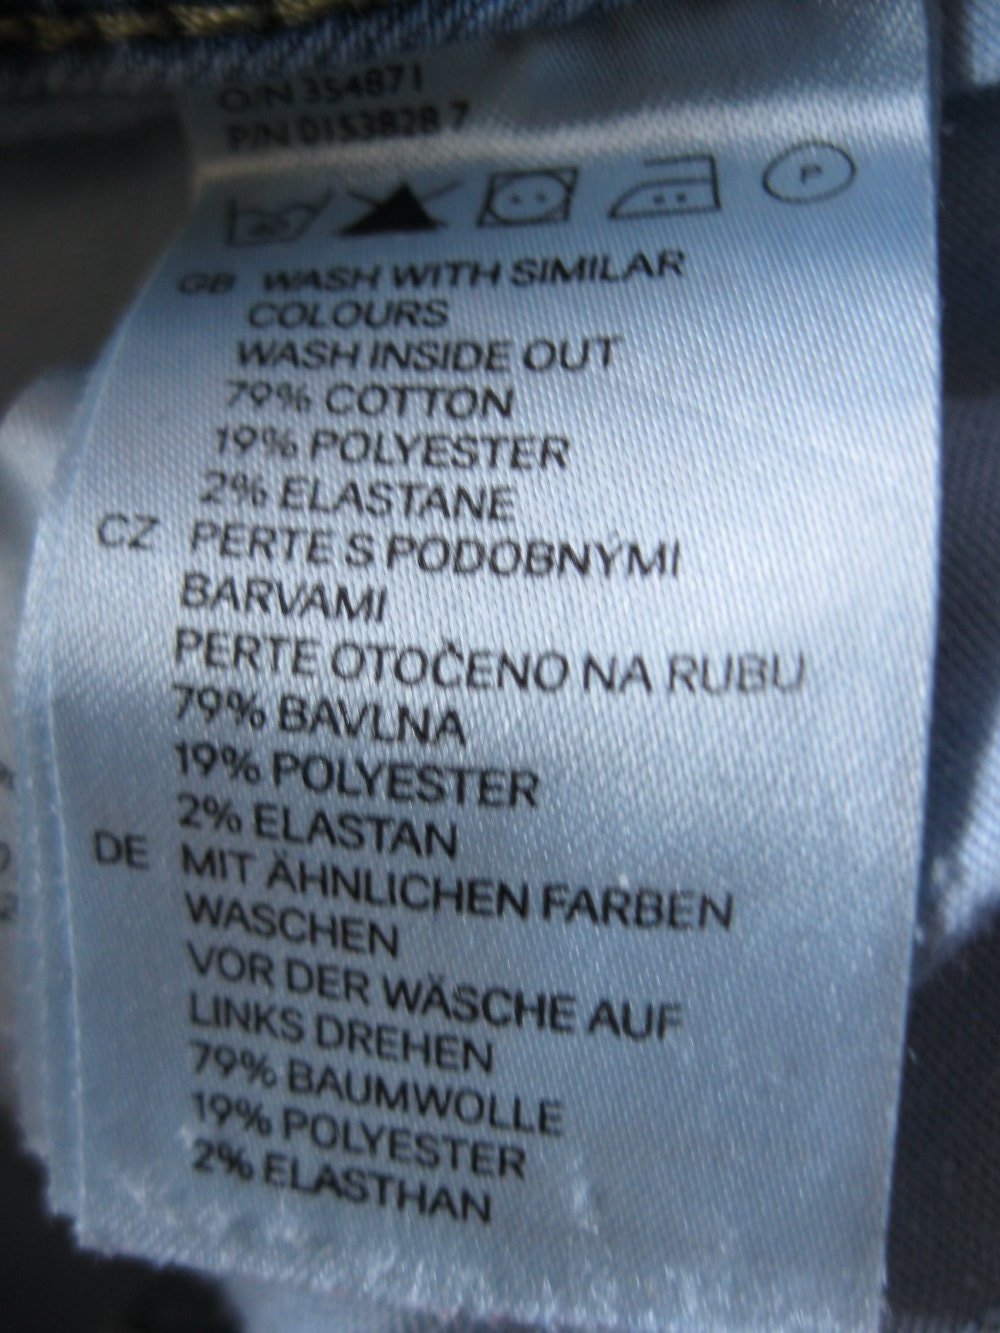 O/N 354871
P/N 0153828 7
P
GB WASH WITH SIMILAR
COLOURS
WASH INSIDE OUT
79% COTTON
19% POLYESTER
2% ELASTANE
CZ PERTE S PODOBNÝMI
BARVAMI
PERTE OTOČENO NA RUBU
79% BAVLNA
19% POLYESTER
2% ELASTAN
DE MIT ÄHNLICHEN FARBEN
WASCHEN
VOR DER WÄSCHE AUF
LINKS DREHEN
79% BAUMWOLLE
19% POLYESTER
2% ELASTHAN